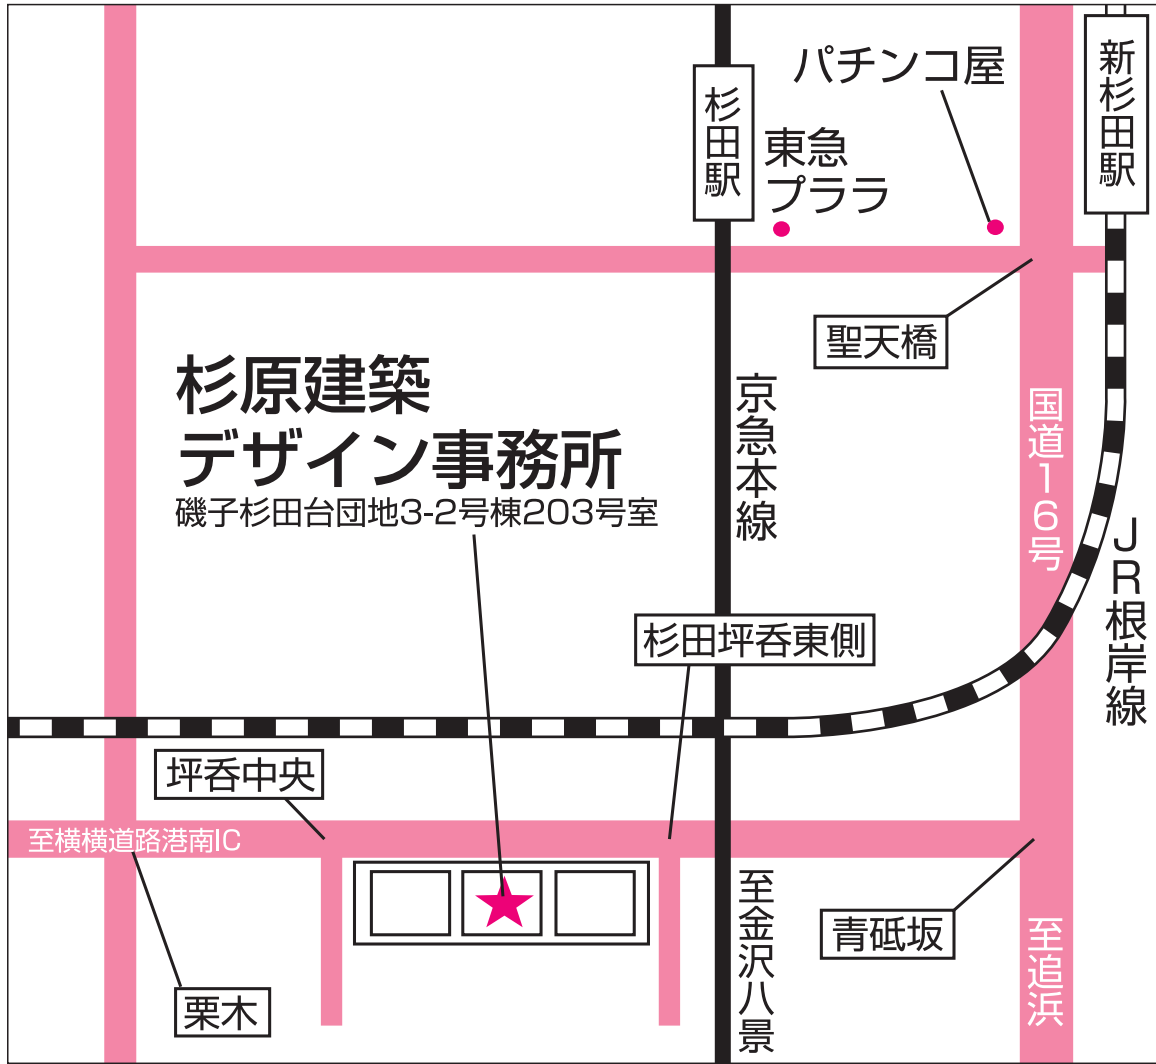 新杉田駅
パチンコ屋
杉田駅
東急
プララ
聖天橋
杉原建築
デザイン事務所
磯子杉田台団地3-2号棟203号室
京急本線
国道16号
JR根岸線
杉田坪呑東側
坪呑中央
至横横道路港南IC
至金沢八景
青砥坂
至追浜
栗木